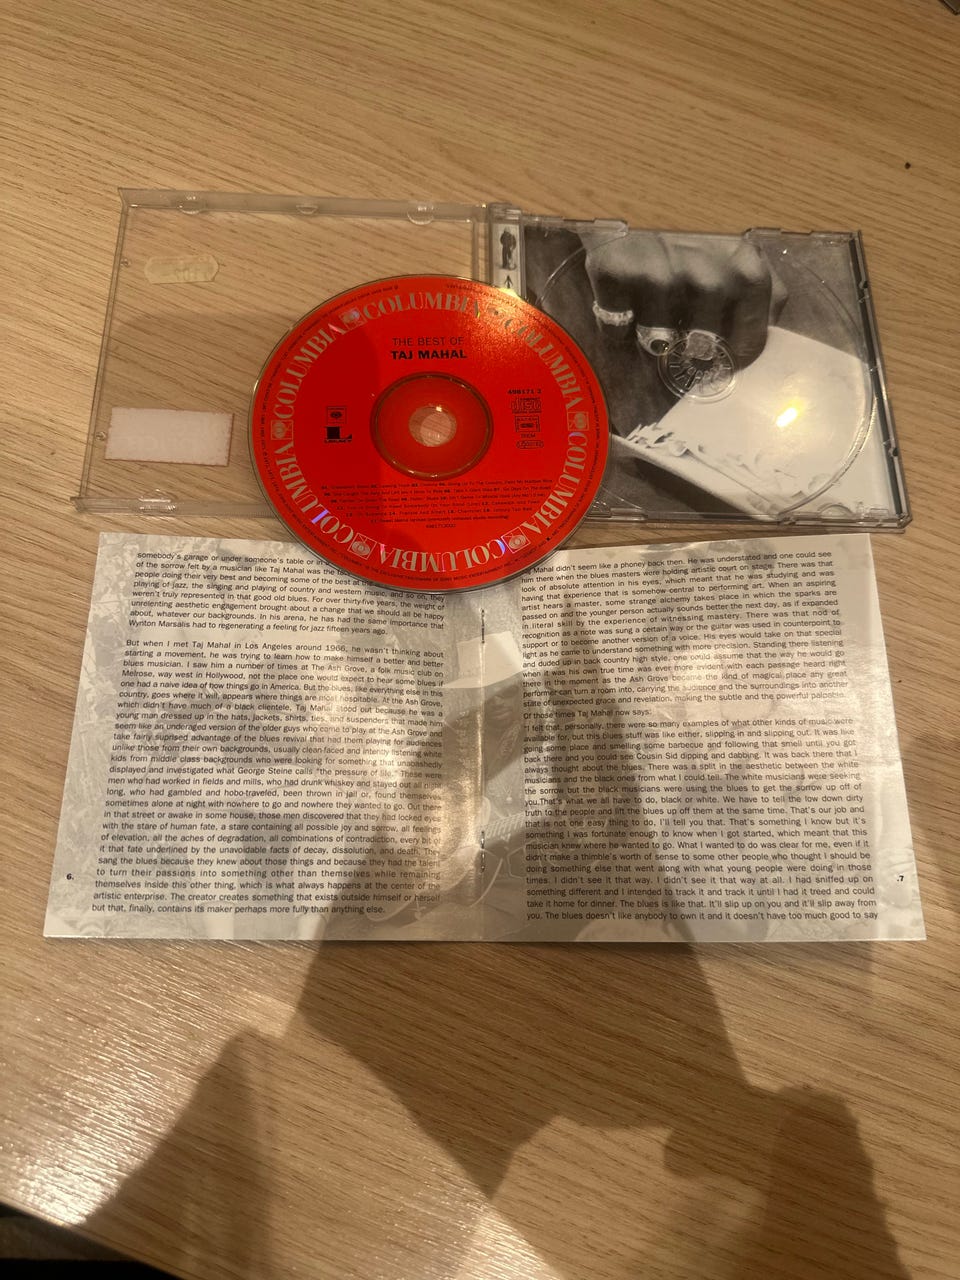 COLUMBIA COLUMBIA COLUMBIA COLUMBIA COLUMBIA COLUMBIA
THE BEST OF
TAJ MAHAL
498171 2
LEGACY
STEM
somebody's garage or under someone's table or in
of the sorrow felt by a musician like Taj Mahal was the
people doing their very best and becoming some of the best at the
playing of jazz, the singing and playing of country and western music, and so on, they
weren't truly represented in that good old blues. For over thirty-five years, the weight of
unrelenting aesthetic engagement brought about a change that we should all be happy
about, whatever our backgrounds. In his arena, he has had the same importance that
Wynton Marsalis had to regenerating a feeling for jazz fifteen years ago.
But when I met Taj Mahal in Los Angeles around 1966, he wasn't thinking about
starting a movement, he was trying to learn how to make himself a better and better
blues musician. I saw him a number of times at The Ash Grove, a folk music club on
Melrose, way west in Hollywood, not the place one would expect to hear some blues if
one had a naive idea of how things go in America. But the blues, like everything else in this
country, goes where it will, appears where things are most inhospitable. At the Ash Grove,
which didn't have much of a black clientele, Taj Mahal stood out because he was a
young man dressed up in the hats, jackets, shirts, ties, and suspenders that made him
seem like an underaged version of the older guys who came to play at the Ash Grove and
take fairly suprised advantage of the blues revival that had them playing for audiences
unlike those from their own backgrounds, usually clean-faced and intently listening white
kids from middle class backgrounds who were looking for something that unabashedly
displayed and investigated what George Steine calls "the pressure of life." These were
men who had worked in fields and mills, who had drunk whiskey and stayed out all night
long, who had gambled and hobo-traveled, been thrown in jail or, found themselves
sometimes alone at night with nowhere to go and nowhere they wanted to go. Out there
in that street or awake in some house, those men discovered that they had locked eyes
with the stare of human fate, a stare containing all possible joy and sorrow, all feelings
of elevation, all the aches of degradation, all combinations of contradiction, every bit of
it that fate underlined by the unavoidable facts of decay, dissolution, and death. They
sang the blues because they knew about those things and because they had the talent
to turn their passions into something other than themselves while remaining
themselves inside this other thing, which is what always happens at the center of the
artistic enterprise. The creator creates something that exists outside himself or herself
but that, finally, contains its maker perhaps more fully than anything else.
6.
Mahal didn't seem like a phoney back then. He was understated and one could see
him there when the blues masters were holding artistic court on stage. There was that
look of absolute attention in his eyes, which meant that he was studying and was
having that experience that is somehow central to performing art. When an aspiring
artist hears a master, some strange alchemy takes place in which the sparks are
passed on and the younger person actually sounds better the next day, as if expanded
in literal skill by the experience of witnessing mastery. There was that nod of
recognition as a note was sung a certain way or the guitar was used in counterpoint to
support or to become another version of a voice. His eyes would take on that special
light as he came to understand something with more precision. Standing there listening
and duded up in back country high style, one could assume that the way he would go
when it was his own true time was ever more evident with each passage heard right
there in the moment as the Ash Grove became the kind of magical place any great
performer can turn a room into, carrying the audience and the surroundings into another
state of unexpected grace and revelation, making the subtle and the powerful palpable.
Of those times Taj Mahal now says:
"I felt that, personally, there were so many examples of what other kinds of music were
available for, but this blues stuff was like either, slipping in and slipping out. It was like
going some place and smelling some barbecue and following that smell until you got
back there and you could see Cousin Sid dipping and dabbing. It was back there that I
always thought about the blues. There was a split in the aesthetic between the white
musicians and the black ones from what I could tell. The white musicians were seeking
the sorrow but the black musicians were using the blues to get the sorrow up off of
you.That's what we all have to do, black or white. We have to tell the low down dirty
truth to the people and lift the blues up off them at the same time. That's our job and
that is not one easy thing to do, I'll tell you that. That's something I know but it's
something I was fortunate enough to know when I got started, which meant that this
musician knew where he wanted to go. What I wanted to do was clear for me, even if it
didn't make a thimble's worth of sense to some other people who thought I should be
doing something else that went along with what young people were doing in those
times. I didn't see it that way. I didn't see it that way at all. I had sniffed up on
something different and I intended to track it and track it until I had it treed and could
take it home for dinner. The blues is like that. It'll slip up on you and it'll slip away from
you. The blues doesn't like anybody to own it and it doesn't have too much good to say
.7